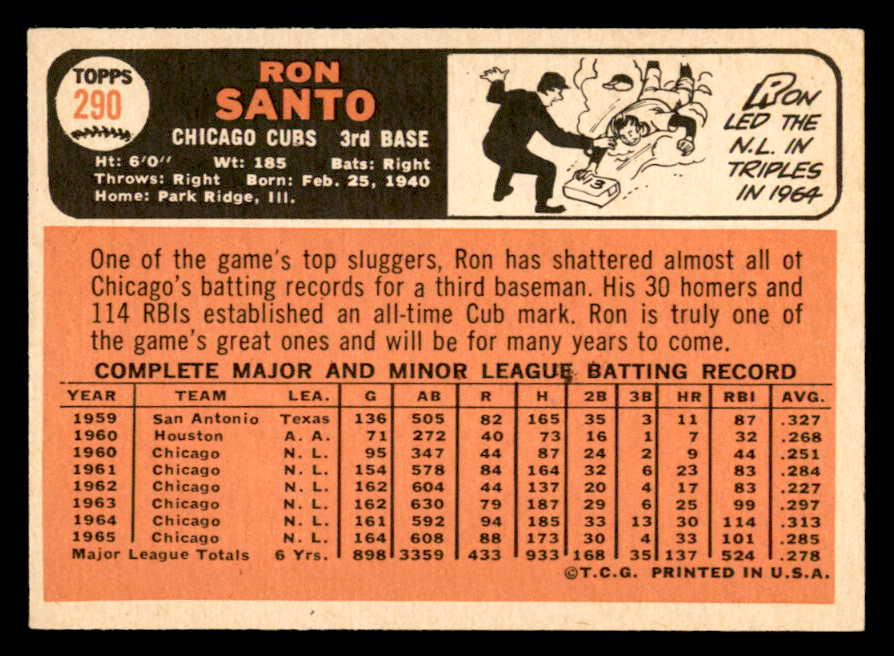 TOPPS
290
RON
SANTO
CHICAGO CUBS 3rd BASE
Ht: 6'0" Wt: 185 Bats: Right
Throws: Right Born: Feb. 25, 1940
Home: Park Ridge, Ill.
13
RON
LED THE
N.L. IN
TRIPLES
IN 1964
One of the game's top sluggers, Ron has shattered almost all of
Chicago's batting records for a third baseman. His 30 homers and
114 RBIs established an all-time Cub mark. Ron is truly one of
the game's great ones and will be for many years to come.
COMPLETE MAJOR AND MINOR LEAGUE BATTING RECORD
YEAR TEAM LEA. G AB R H 2B 3B HR RBI AVG.
1959 San Antonio Texas 136 505 82 165 35 3 11 87 .327
1960 Houston A. A. 71 272 40 73 16 1 7 32 .268
1960 Chicago N. L. 95 347 44 87 24 2 9 44 .251
1961 Chicago N. L. 154 578 84 164 32 6 23 83 .284
1962 Chicago N. L. 162 604 44 137 20 4 17 83 .227
1963 Chicago N. L. 162 630 79 187 29 6 25 99 .297
1964 Chicago N. L. 161 592 94 185 33 13 30 114 .313
1965 Chicago N. L. 164 608 88 173 30 4 33 101 .285
Major League Totals 6 Yrs. 898 3359 433 933 168 35 137 524 .278
©T.C.G. PRINTED IN U.S.A.